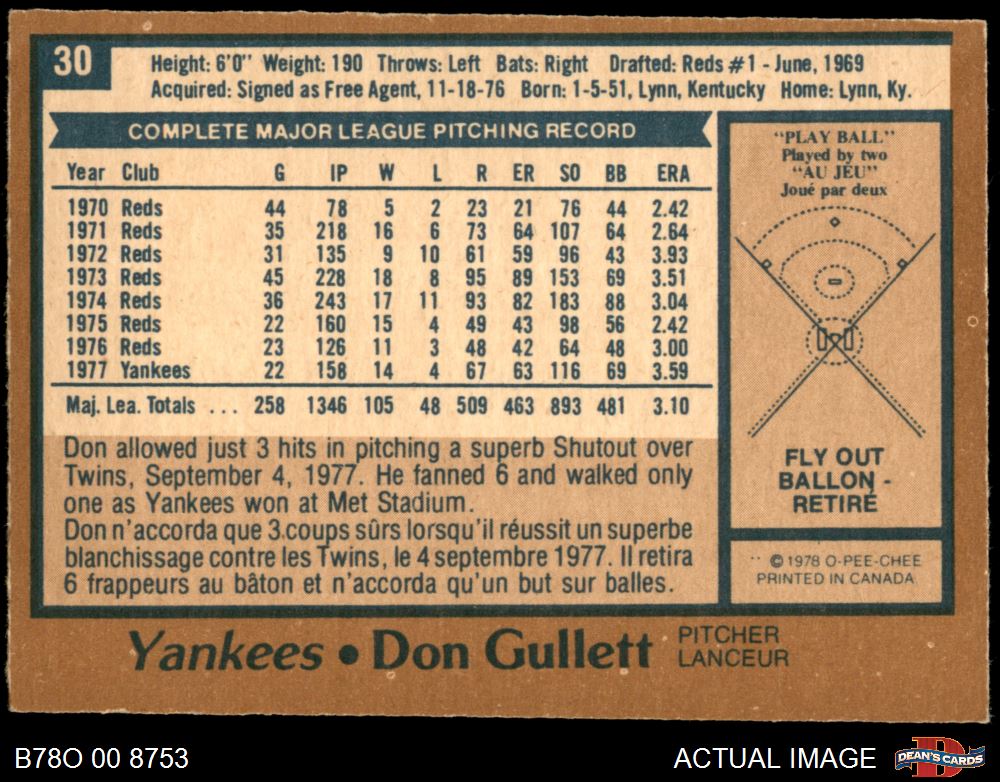 30
Height: 6'0" Weight: 190 Throws: Left Bats: Right Drafted: Reds #1 - June, 1969
Acquired: Signed as Free Agent, 11-18-76 Born: 1-5-51, Lynn, Kentucky Home: Lynn, Ky.
COMPLETE MAJOR LEAGUE PITCHING RECORD
Year Club G IP W L R ER SO BB ERA
1970 Reds 44 78 5 2 23 21 76 44 2.42
1971 Reds 35 218 16 6 73 64 107 64 2.64
1972 Reds 31 135 9 10 61 59 96 43 3.93
1973 Reds 45 228 18 8 95 89 153 69 3.51
1974 Reds 36 243 17 11 93 82 183 88 3.04
1975 Reds 22 160 15 4 49 43 98 56 2.42
1976 Reds 23 126 11 3 48 42 64 48 3.00
1977 Yankees 22 158 14 4 67 63 116 69 3.59
Maj. Lea. Totals ... 258 1346 105 48 509 463 893 481 3.10
Don allowed just 3 hits in pitching a superb Shutout over
Twins, September 4, 1977. He fanned 6 and walked only
one as Yankees won at Met Stadium.
Don n'accorda que 3 coups sûrs lorsqu'il réussit un superbe
blanchissage contre les Twins, le 4 septembre 1977. Il retira
6 frappeurs au bâton et n'accorda qu'un but sur balles.
"PLAY BALL"
Played by two
"AU JEU"
Joué par deux
FLY OUT
BALLON -
RETIRÉ
© 1978 O-PEE-CHEE
PRINTED IN CANADA
Yankees • Don Gullett PITCHER
LANCEUR
B78O 00 8753
ACTUAL IMAGE
D
DEAN'S CARDS